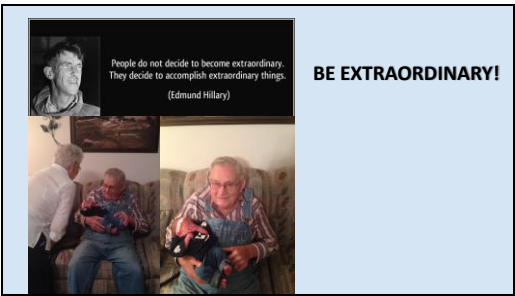 People do not decide to become extraordinary.
They decide to accomplish extraordinary things.
(Edmund Hillary)
BE EXTRAORDINARY!